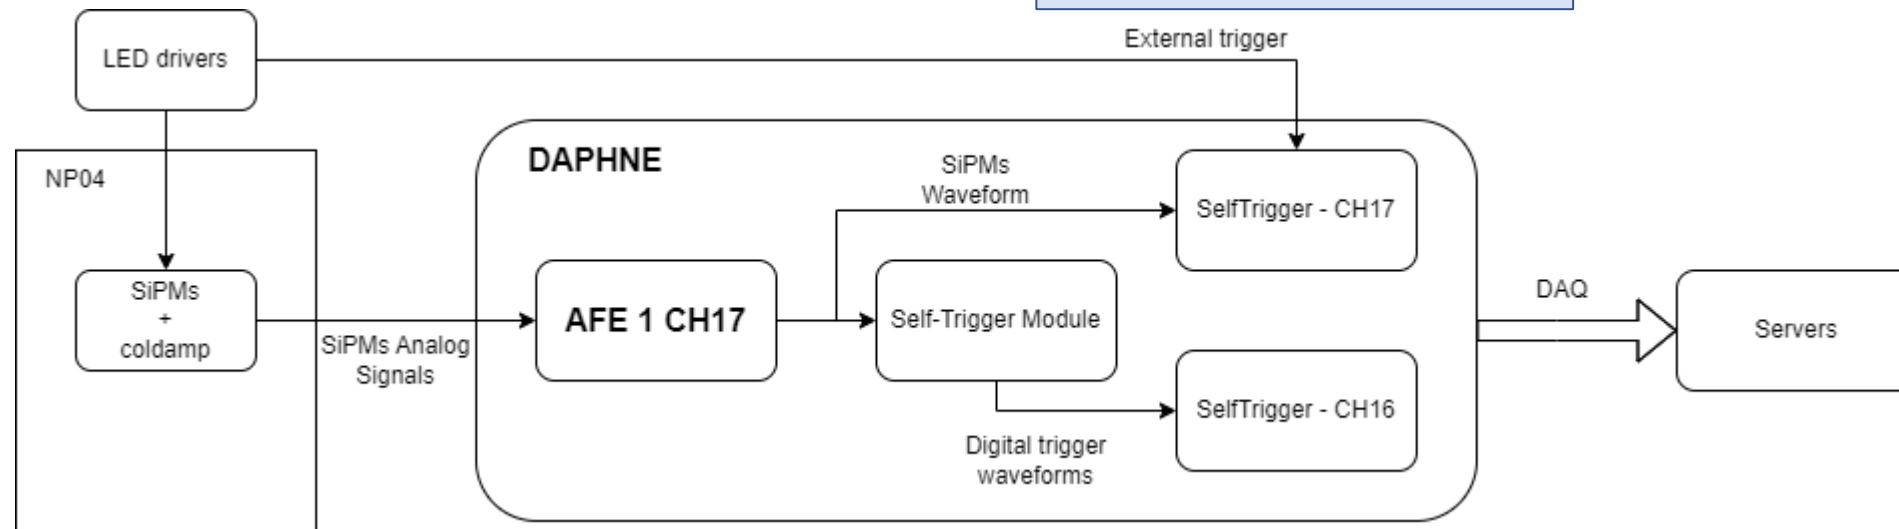 External trigger
LED drivers
DAPHNE
NP04
SiPMs
Waveform
SelfTrigger - CH17
SiPMs
+
coldamp
SiPMs Analog
Signals
AFE 1 CH17
Self-Trigger Module
DAQ
Servers
SelfTrigger - CH16
Digital trigger
waveforms